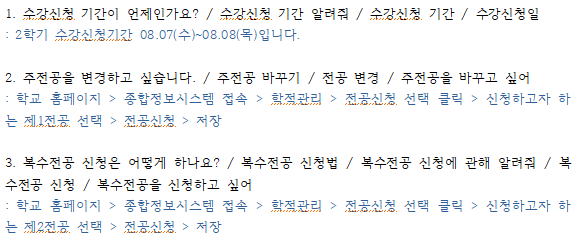 1. 수강신청 기간이 언제인가요? / 수강신청 기간 알려줘 / 수강신청 기간 / 수강신청일
: 2학기 수강신청기간 08.07(수)~08.08(목)입니다.
2. 주전공을 변경하고 싶습니다. / 주전공 바꾸기 / 전공 변경 / 주전공을 바꾸고 싶어
: 학교 홈페이지 > 종합정보시스템 접속 > 학적관리 > 전공신청 선택 클릭 > 신청하고자 하
는 제1전공 선택 > 전공신청 > 저장
3. 복수전공 신청은 어떻게 하나요? / 복수전공 신청법 / 복수전공 신청에 관해 알려줘 / 복
수전공 신청 / 복수전공을 신청하고 싶어
: 학교 홈페이지 > 종합정보시스템 접속 > 학적관리 > 전공신청 선택 클릭 > 신청하고자 하
는 제2전공 선택 > 전공신청 > 저장